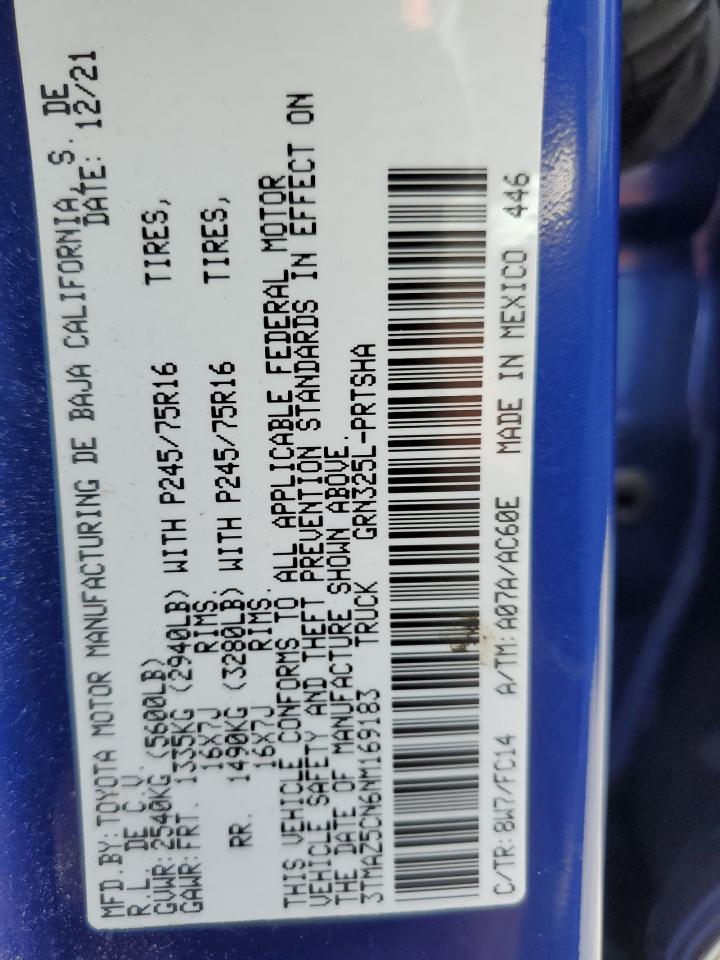 MFD.BY: TOYOTA MOTOR MANUFACTURING DE BAJA CALIFORNIA, S. DE
R.L. DE C.V. DATE: 12/21
GVWR: 2540KG (5600LB)
GAWR: FRT. 1335KG (2940LB) WITH P245/75R16 TIRES,
16X7J RIMS
RR. 1490KG (3280LB) WITH P245/75R16 TIRES,
16X7J RIMS.
THIS VEHICLE CONFORMS TO ALL APPLICABLE FEDERAL MOTOR
VEHICLE SAFETY AND THEFT PREVENTION STANDARDS IN EFFECT ON
THE DATE OF MANUFACTURE SHOWN ABOVE.
3TMAZ5CN6NM169183 TRUCK GRN325L-PRTSHA
C/TR: 8W7/FC14 A/TM: A07A/AC60E MADE IN MEXICO 446